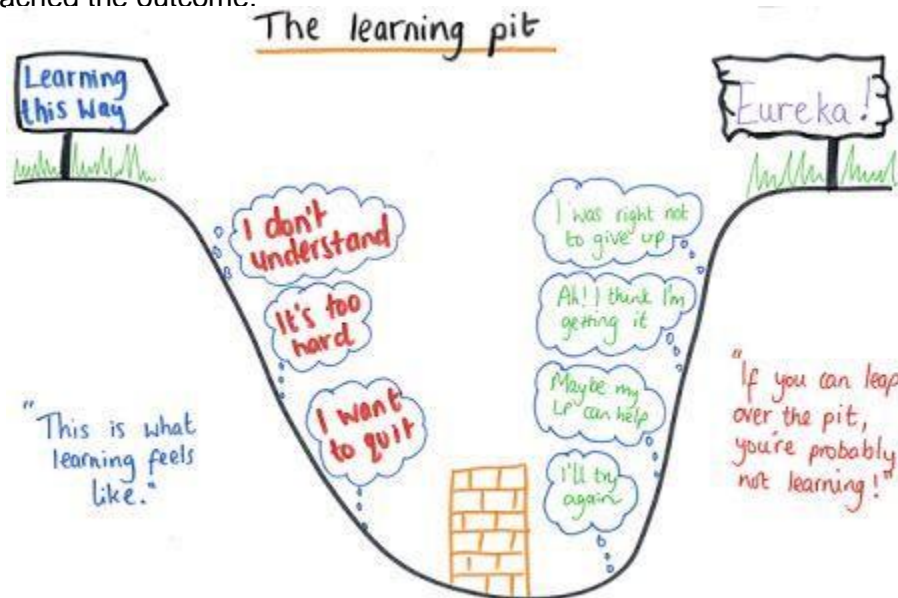 The learning pit
Learning
this Way
Eureka!
I don't
understand
It's too
hard
I want
to quit
I was right not
to give up
Ah! I think I'm
getting it
Maybe my
LP can help
I'll try
again
"This is what
learning feels
like."
"If you can leap
over the pit,
you're probably
not learning!"